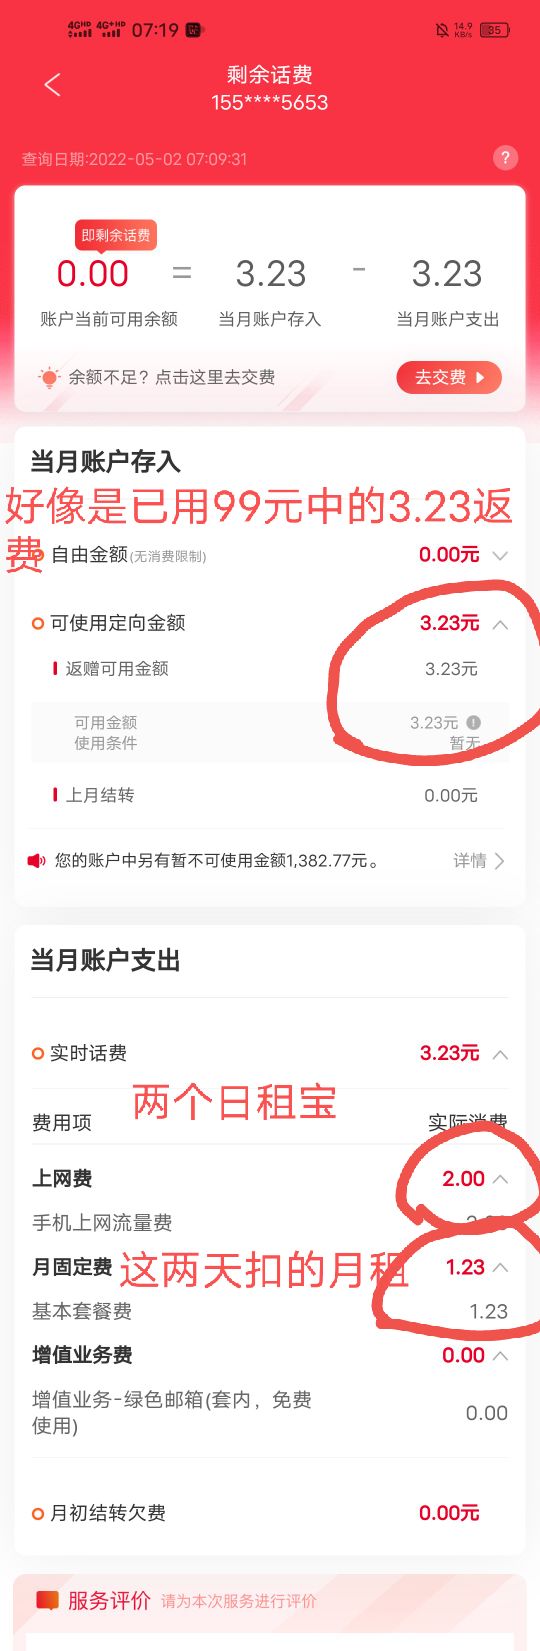 4GHD 4G+HD 07:19 14.9 KB/s 35
剩余话费
155****5653
查询日期:2022-05-02 07:09:31 ?
即剩余话费
0.00 = 3.23 - 3.23
账户当前可用余额 当月账户存入 当月账户支出
余额不足？点击这里去交费 去交费
当月账户存入
好像是已用99元中的3.23返
费
自由金额(无消费限制) 0.00元
可使用定向金额 3.23元
返赠可用金额 3.23元
可用金额 3.23元
使用条件 暂无
上月结转 0.00元
您的账户中另有暂不可使用金额1,382.77元。 详情
当月账户支出
实时话费 3.23元
两个日租宝
费用项 实际消费
上网费 2.00
手机上网流量费
月固定费 1.23
这两天扣的月租
基本套餐费 1.23
增值业务费 0.00
增值业务-绿色邮箱(套内，免费
使用) 0.00
月初结转欠费 0.00元
服务评价 请为本次服务进行评价